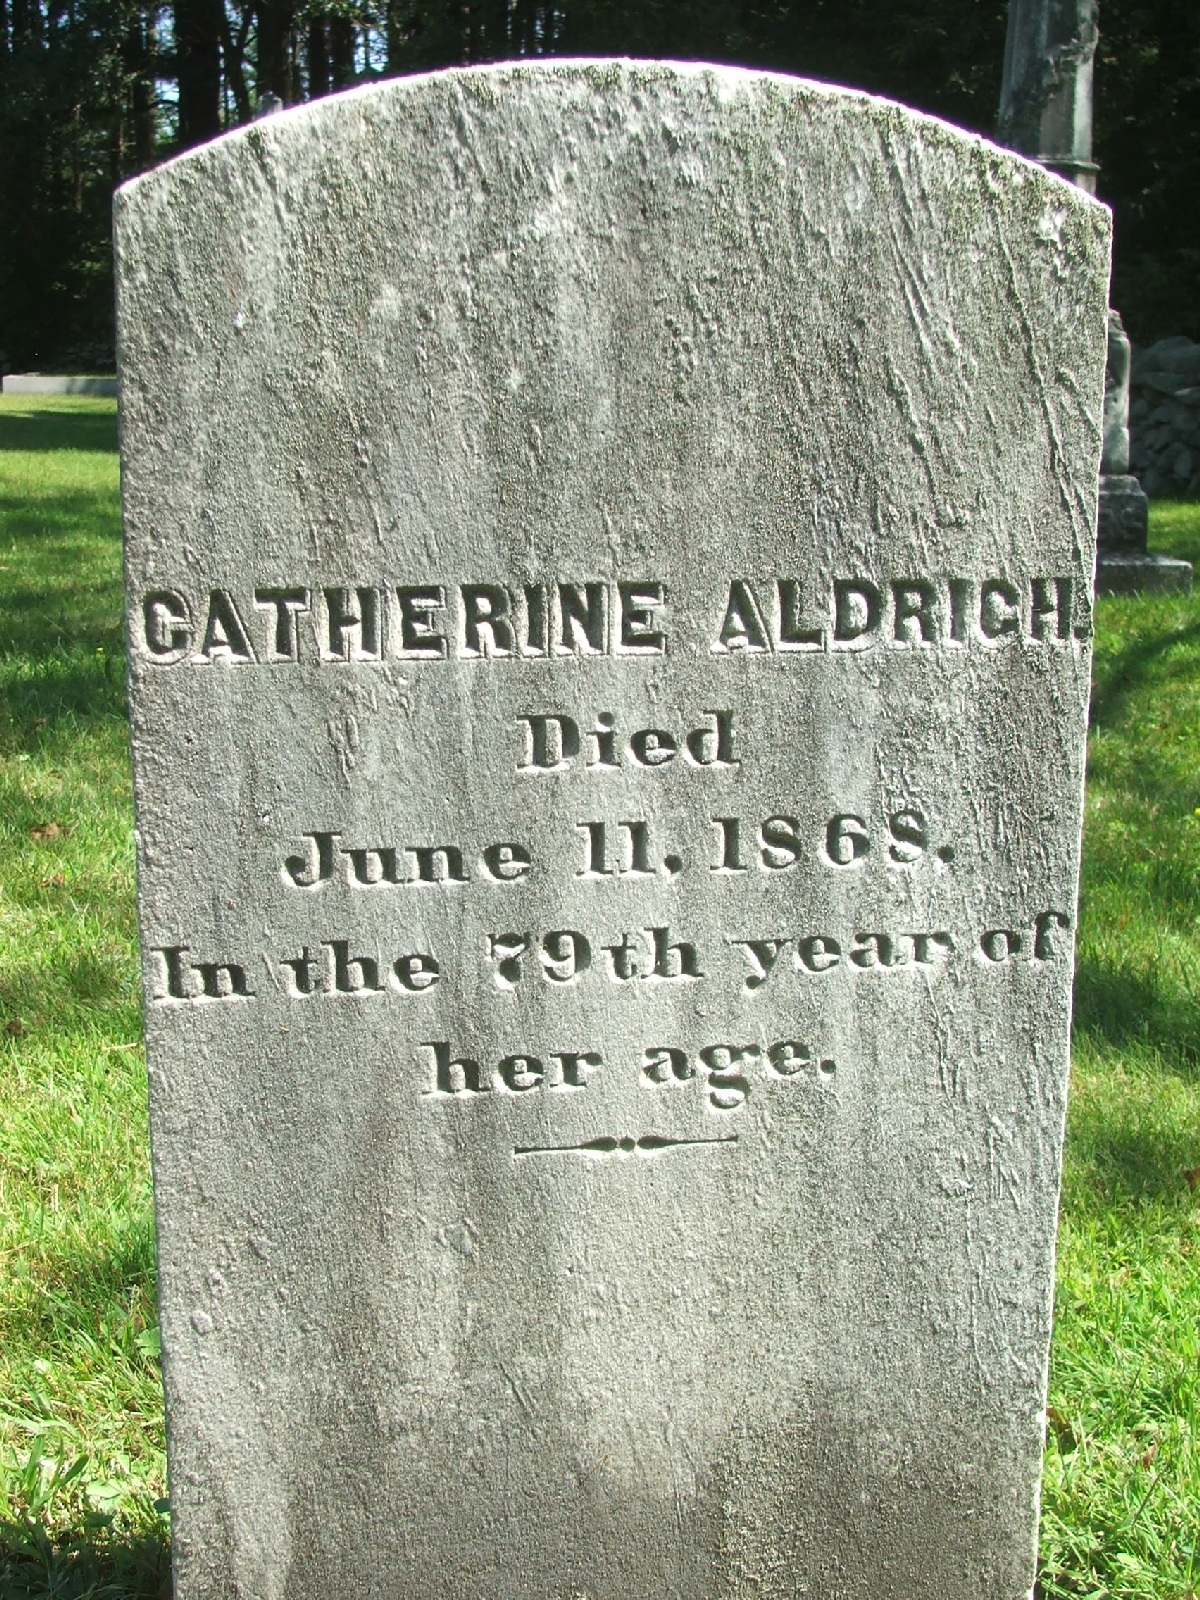 CATHERINE ALDRICH.
Died
June 11, 1868.
In the 79th year of
her age.